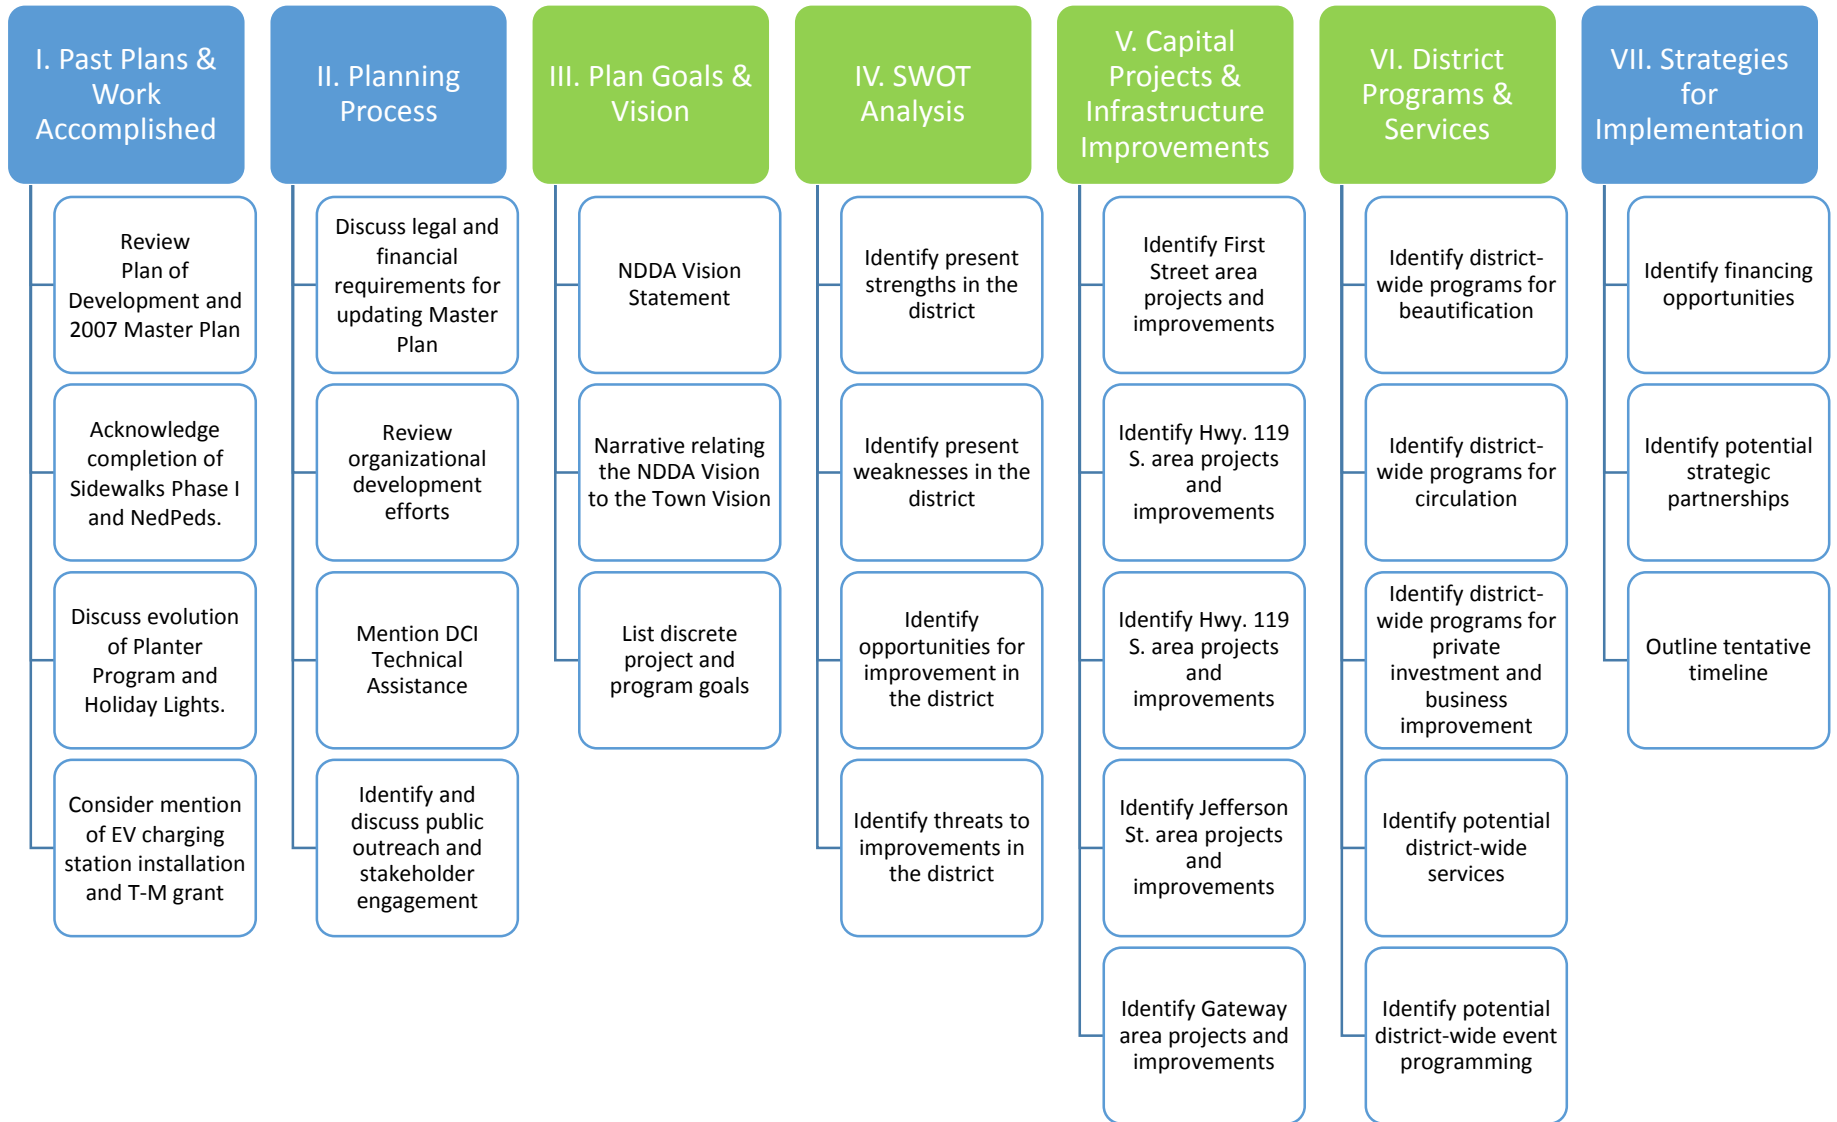 I. Past Plans &
Work
Accomplished
Review
Plan of
Development and
2007 Master Plan
Acknowledge
completion of
Sidewalks Phase I
and NedPeds.
Discuss evolution
of Planter
Program and
Holiday Lights.
Consider mention
of EV charging
station installation
and T-M grant
II. Planning
Process
Discuss legal and
financial
requirements for
updating Master
Plan
Review
organizational
development
efforts
Mention DCI
Technical
Assistance
Identify and
discuss public
outreach and
stakeholder
engagement
III. Plan Goals &
Vision
NDDA Vision
Statement
Narrative relating
the NDDA Vision
to the Town Vision
List discrete
project and
program goals
IV. SWOT
Analysis
Identify present
strengths in the
district
Identify present
weaknesses in the
district
Identify
opportunities for
improvement in
the district
Identify threats to
improvements in
the district
V. Capital
Projects &
Infrastructure
Improvements
Identify First
Street area
projects and
improvements
Identify Hwy. 119
S. area projects
and
improvements
Identify Hwy. 119
S. area projects
and
improvements
Identify Jefferson
St. area projects
and
improvements
Identify Gateway
area projects and
improvements
VI. District
Programs &
Services
Identify district-
wide programs for
beautification
Identify district-
wide programs for
circulation
Identify district-
wide programs for
private
investment and
business
improvement
Identify potential
district-wide
services
Identify potential
district-wide event
programming
VII. Strategies
for
Implementation
Identify financing
opportunities
Identify potential
strategic
partnerships
Outline tentative
timeline